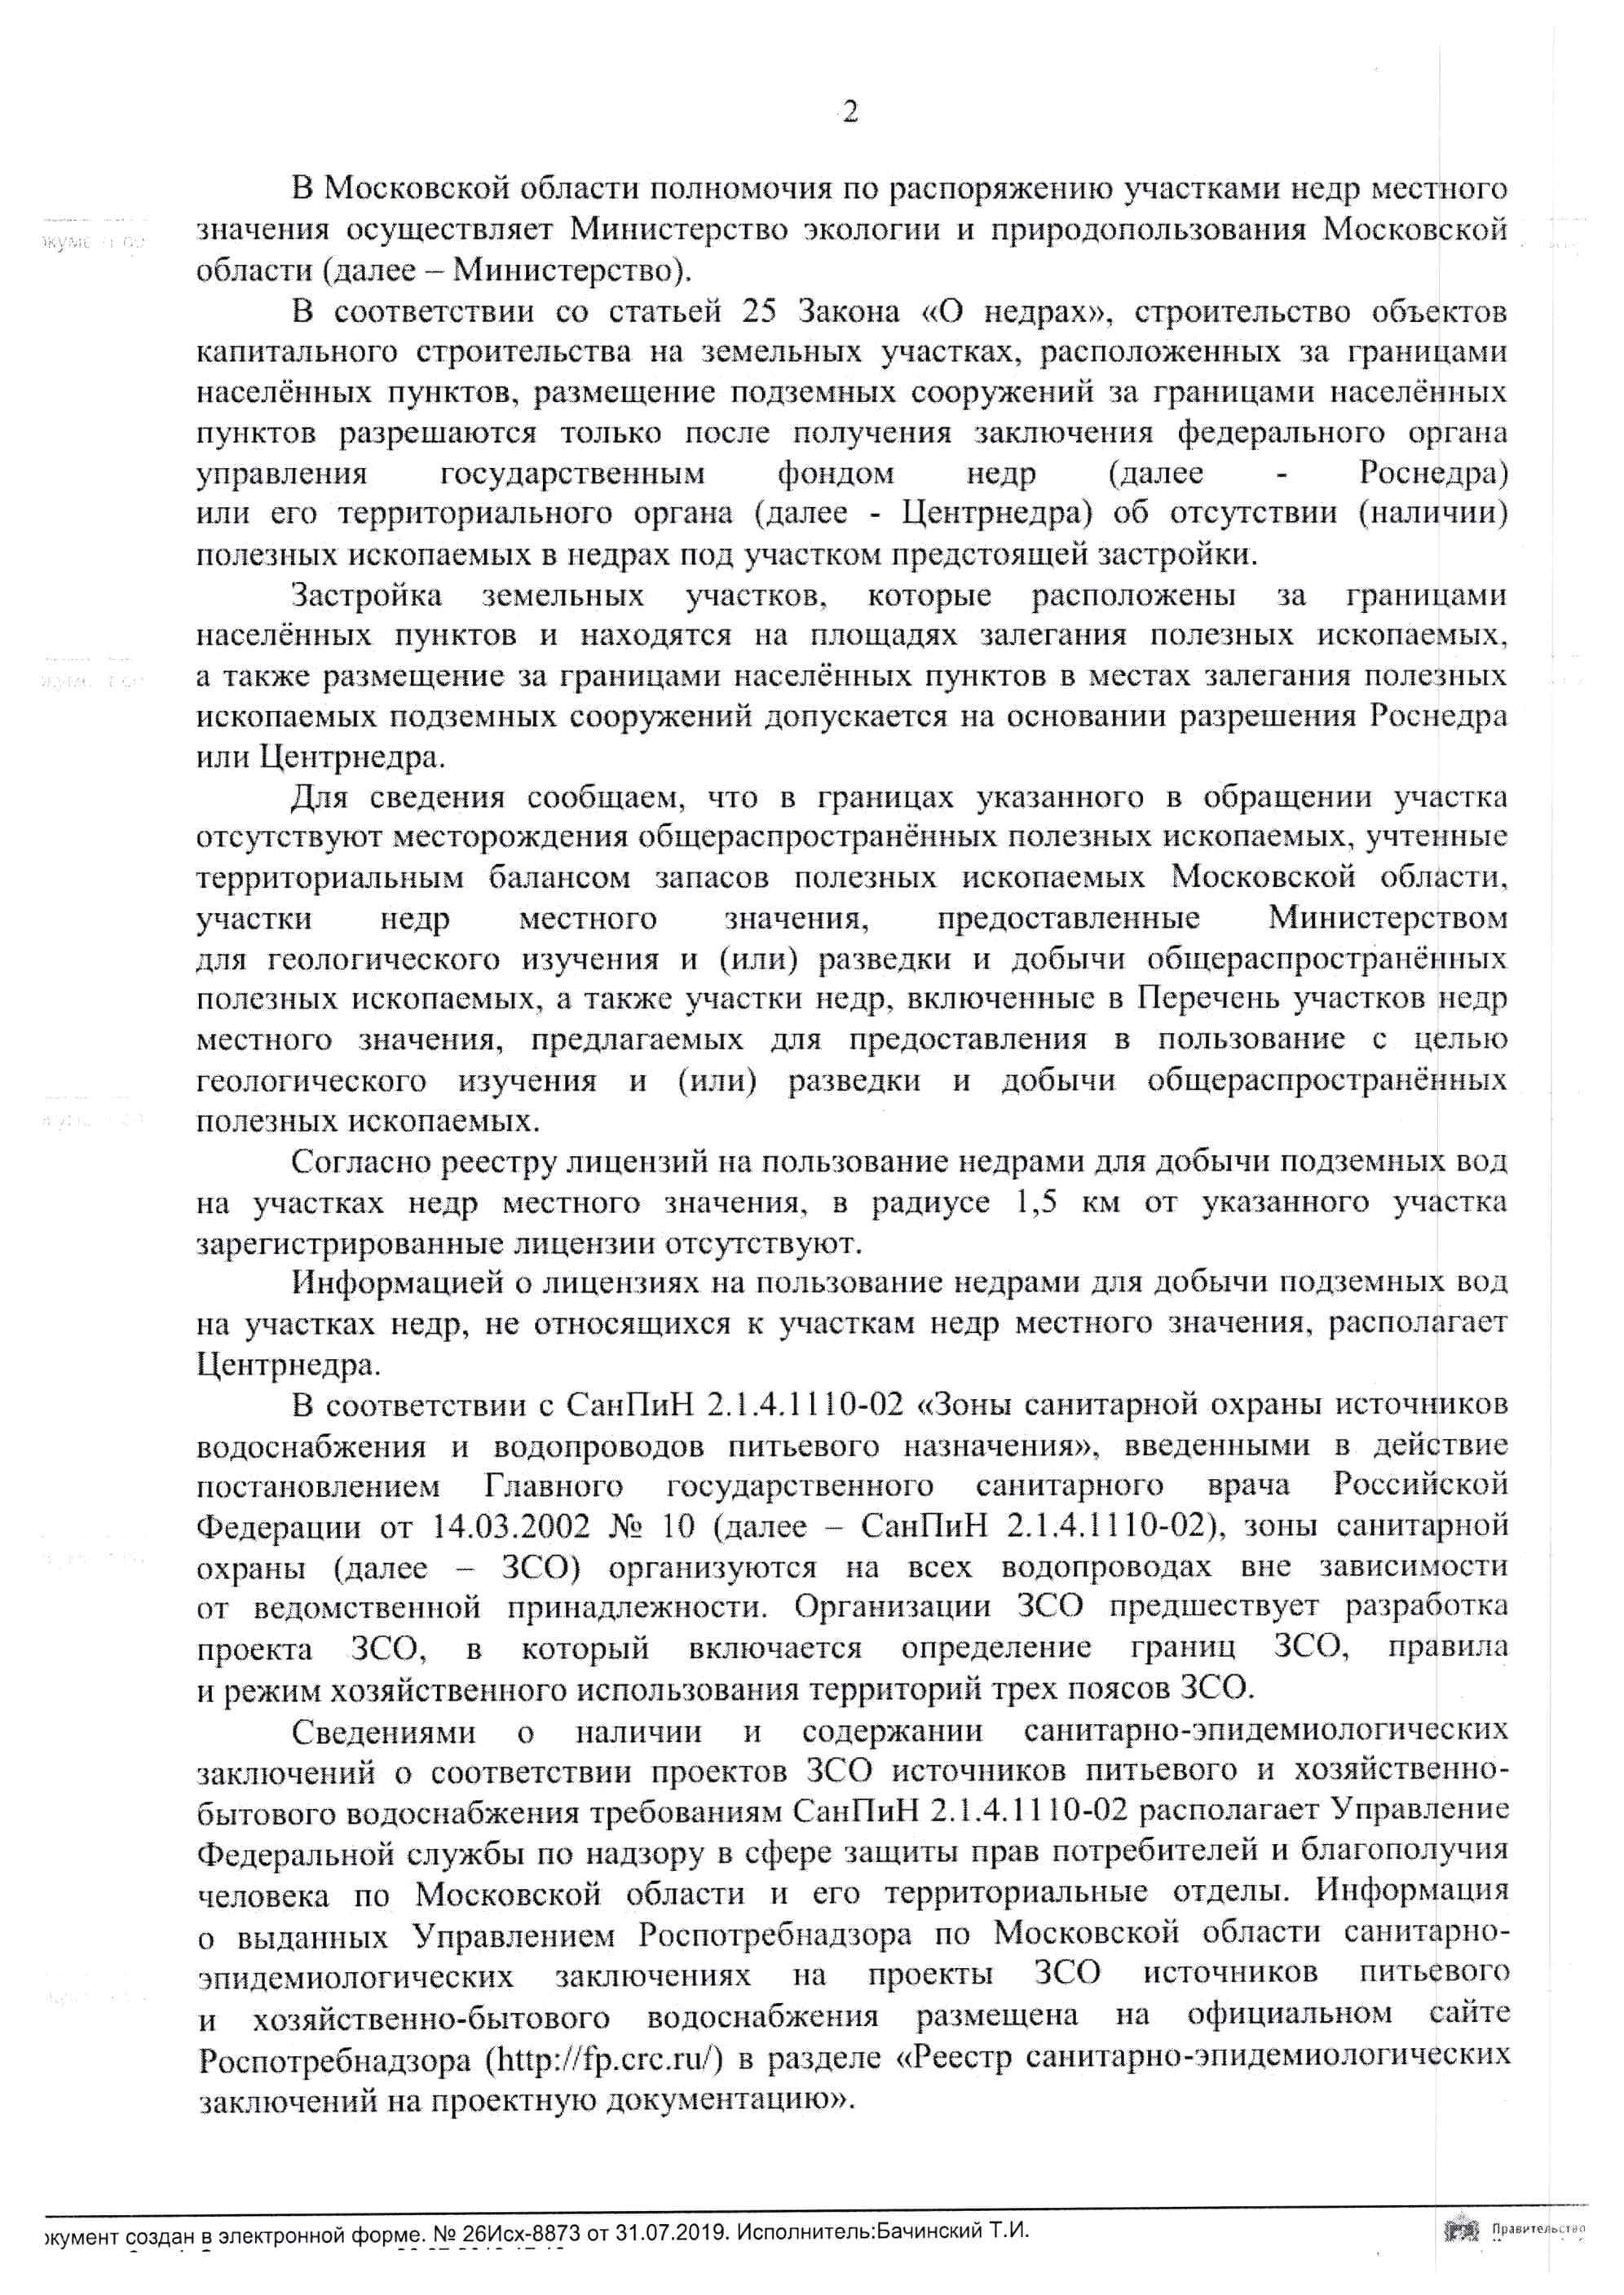 2
В Московской области полномочия по распоряжению участками недр местного
значения осуществляет Министерство экологии и природопользования Московской
области (далее – Министерство).
В соответствии со статьей 25 Закона «О недрах», строительство объектов
капитального строительства на земельных участках, расположенных за границами
населённых пунктов, размещение подземных сооружений за границами населённых
пунктов разрешаются только после получения заключения федерального органа
управления государственным фондом недр (далее - Роснедра)
или его территориального органа (далее - Центрнедра) об отсутствии (наличии)
полезных ископаемых в недрах под участком предстоящей застройки.
Застройка земельных участков, которые расположены за границами
населённых пунктов и находятся на площадях залегания полезных ископаемых,
а также размещение за границами населённых пунктов в местах залегания полезных
ископаемых подземных сооружений допускается на основании разрешения Роснедра
или Центрнедра.
Для сведения сообщаем, что в границах указанного в обращении участка
отсутствуют месторождения общераспространённых полезных ископаемых, учтенные
территориальным балансом запасов полезных ископаемых Московской области,
участки недр местного значения, предоставленные Министерством
для геологического изучения и (или) разведки и добычи общераспространённых
полезных ископаемых, а также участки недр, включенные в Перечень участков недр
местного значения, предлагаемых для предоставления в пользование с целью
геологического изучения и (или) разведки и добычи общераспространённых
полезных ископаемых.
Согласно реестру лицензий на пользование недрами для добычи подземных вод
на участках недр местного значения, в радиусе 1,5 км от указанного участка
зарегистрированные лицензии отсутствуют.
Информацией о лицензиях на пользование недрами для добычи подземных вод
на участках недр, не относящихся к участкам недр местного значения, располагает
Центрнедра.
В соответствии с СанПиН 2.1.4.1110-02 «Зоны санитарной охраны источников
водоснабжения и водопроводов питьевого назначения», введенными в действие
постановлением Главного государственного санитарного врача Российской
Федерации от 14.03.2002 № 10 (далее – СанПиН 2.1.4.1110-02), зоны санитарной
охраны (далее – ЗСО) организуются на всех водопроводах вне зависимости
от ведомственной принадлежности. Организации ЗСО предшествует разработка
проекта ЗСО, в который включается определение границ ЗСО, правила
и режим хозяйственного использования территорий трех поясов ЗСО.
Сведениями о наличии и содержании санитарно-эпидемиологических
заключений о соответствии проектов ЗСО источников питьевого и хозяйственно-
бытового водоснабжения требованиям СанПиН 2.1.4.1110-02 располагает Управление
Федеральной службы по надзору в сфере защиты прав потребителей и благополучия
человека по Московской области и его территориальные отделы. Информация
о выданных Управлением Роспотребнадзора по Московской области санитарно-
эпидемиологических заключениях на проекты ЗСО источников питьевого
и хозяйственно-бытового водоснабжения размещена на официальном сайте
Роспотребнадзора (http://fp.crc.ru/) в разделе «Реестр санитарно-эпидемиологических
заключений на проектную документацию».
окумент создан в электронной форме. № 26Исх-8873 от 31.07.2019. Исполнитель:Бачинский Т.И.
Правительство